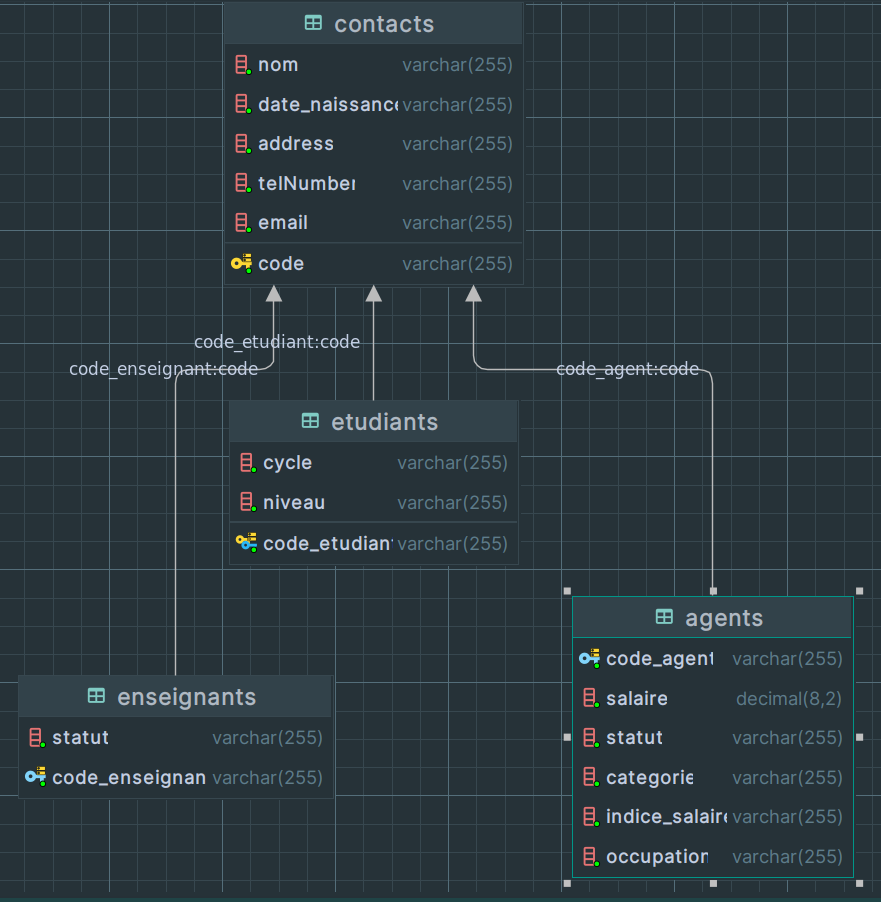 contacts
nom varchar(255)
date_naissance varchar(255)
address varchar(255)
telNumber varchar(255)
email varchar(255)
code varchar(255)
code_etudiant:code
code_enseignant:code
code_agent:code
etudiants
cycle varchar(255)
niveau varchar(255)
code_etudian varchar(255)
agents
code_agent varchar(255)
salaire decimal(8,2)
statut varchar(255)
categorie varchar(255)
indice_salaire varchar(255)
occupation varchar(255)
enseignants
statut varchar(255)
code_enseignan varchar(255)